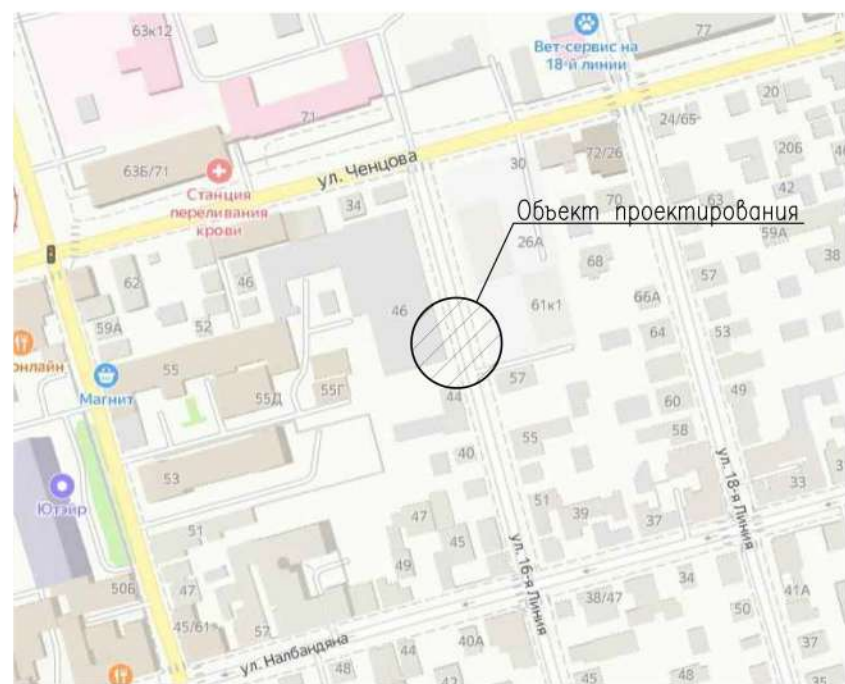 63к12
77
Вет-сервис на
18-й линии
71
20
24/65
63Б/71
ул. Ченцова
30
72/26
20Б
Станция
переливания
крови
34
70
63
42
46
Объект проектирования
26А
59А
38
68
57
62
46
66А
61к1
59А
52
46
64
53
онлайн
55
Магнит
55Д
55Г
57
49
44
60
58
55
53
40
ул. 18-я Линия
33
Ютэйр
51
47
51
39
37
45
ул. 16-я Линия
49
50Б
47
34
38/47
41А
45/61
57
50
ул. Налбандяна
40А
44
37
48
42
45
48
35